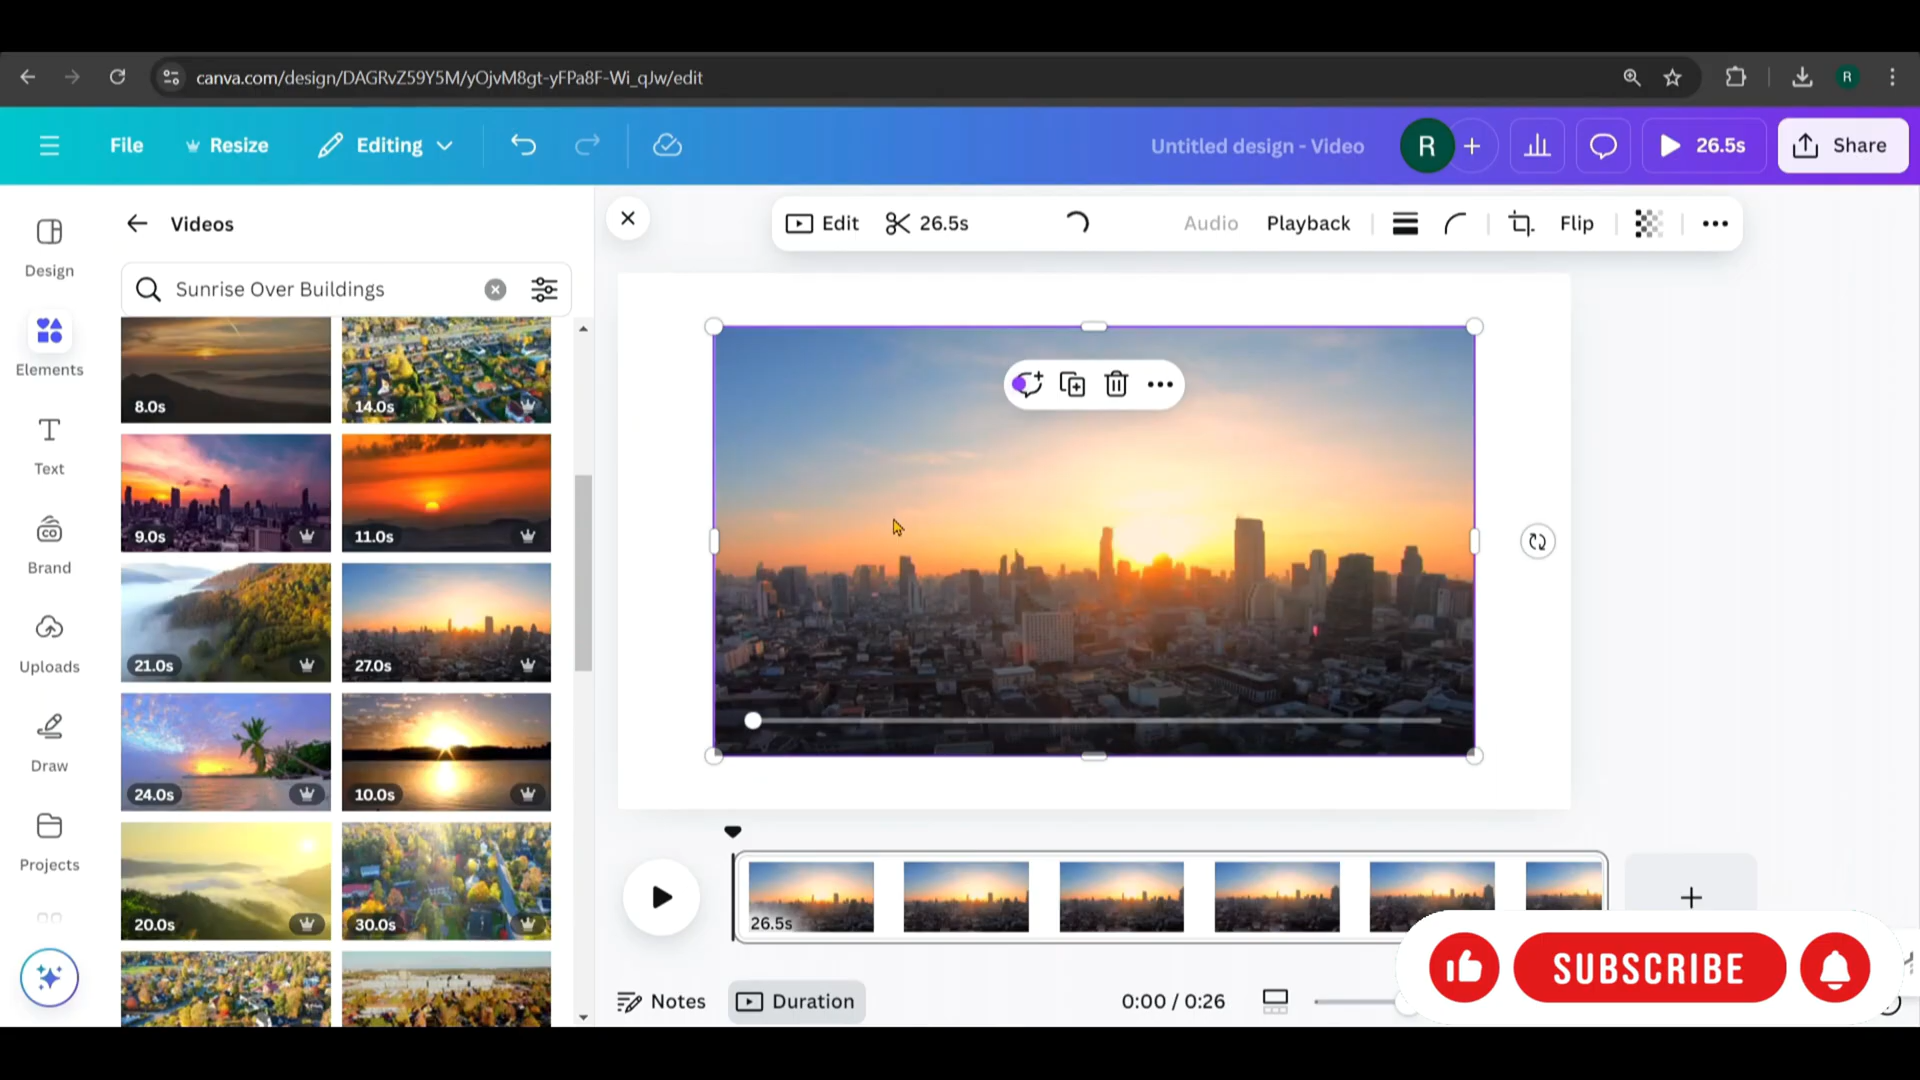 canva.com/design/DAGRvZ59Y5M/yOjvM8gt-yFPa8F-Wi_qJw/edit
R
File
Resize
Editing
Untitled design - Video
R
26.5s
Share
Design
Elements
Text
Brand
CO
Uploads
Draw
Projects
Videos
Sunrise Over Buildings
8.0s
14.0s
9.0s
11.0s
21.0s
27.0s
24.0s
10.0s
20.0s
30.0s
Edit
26.5s
Audio
Playback
Flip
26.5s
Notes
Duration
0:00 / 0:26
SUBSCRIBE